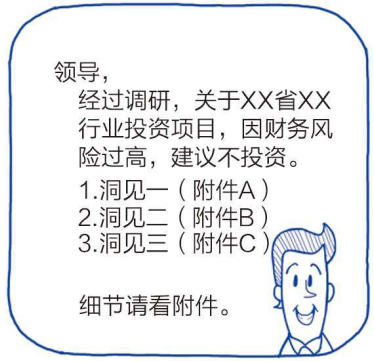 领导，
经过调研，关于XX省XX
行业投资项目，因财务风
险过高，建议不投资。
1.洞见一（附件A）
2.洞见二（附件B）
3.洞见三（附件C）
细节请看附件。